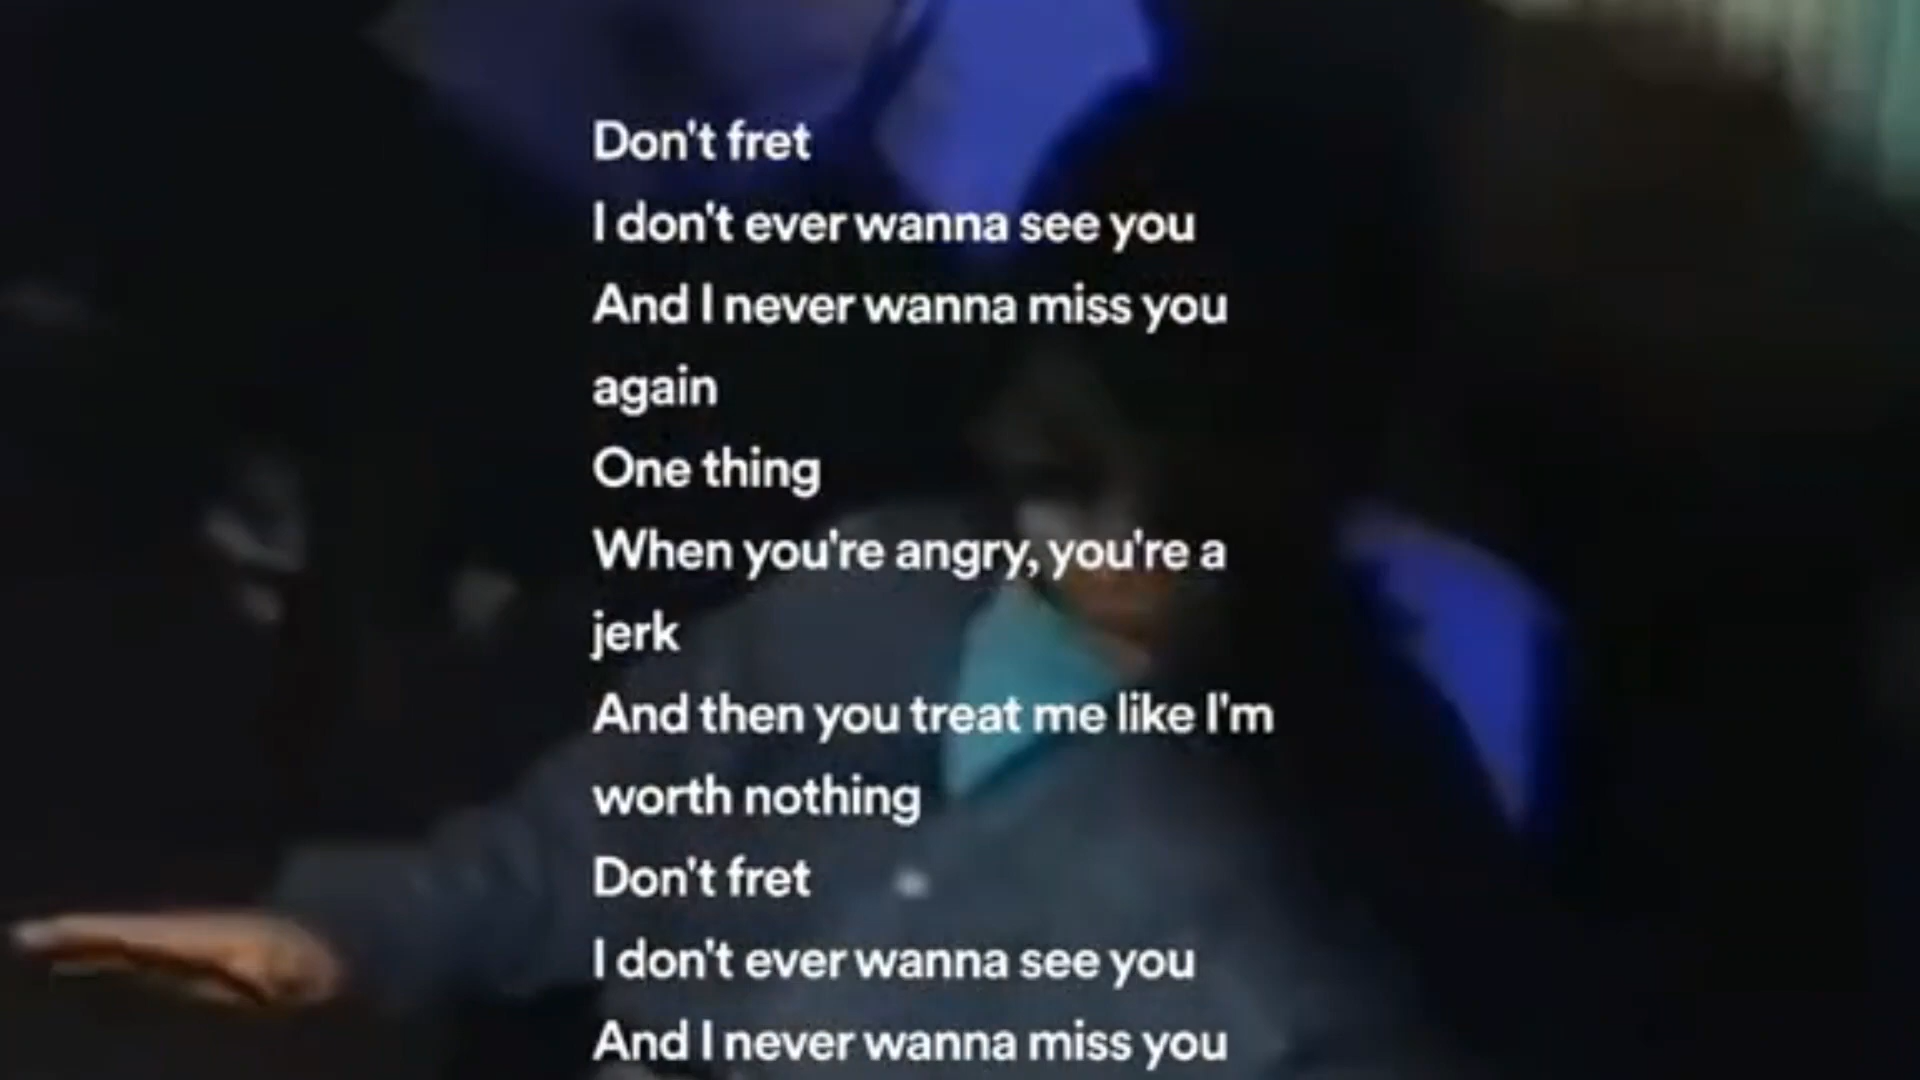 Don't fret
I don't ever wanna see you
And I never wanna miss you
again
One thing
When you're angry, you're a
jerk
And then you treat me like I'm
worth nothing
Don't fret
I don't ever wanna see you
And I never wanna miss you